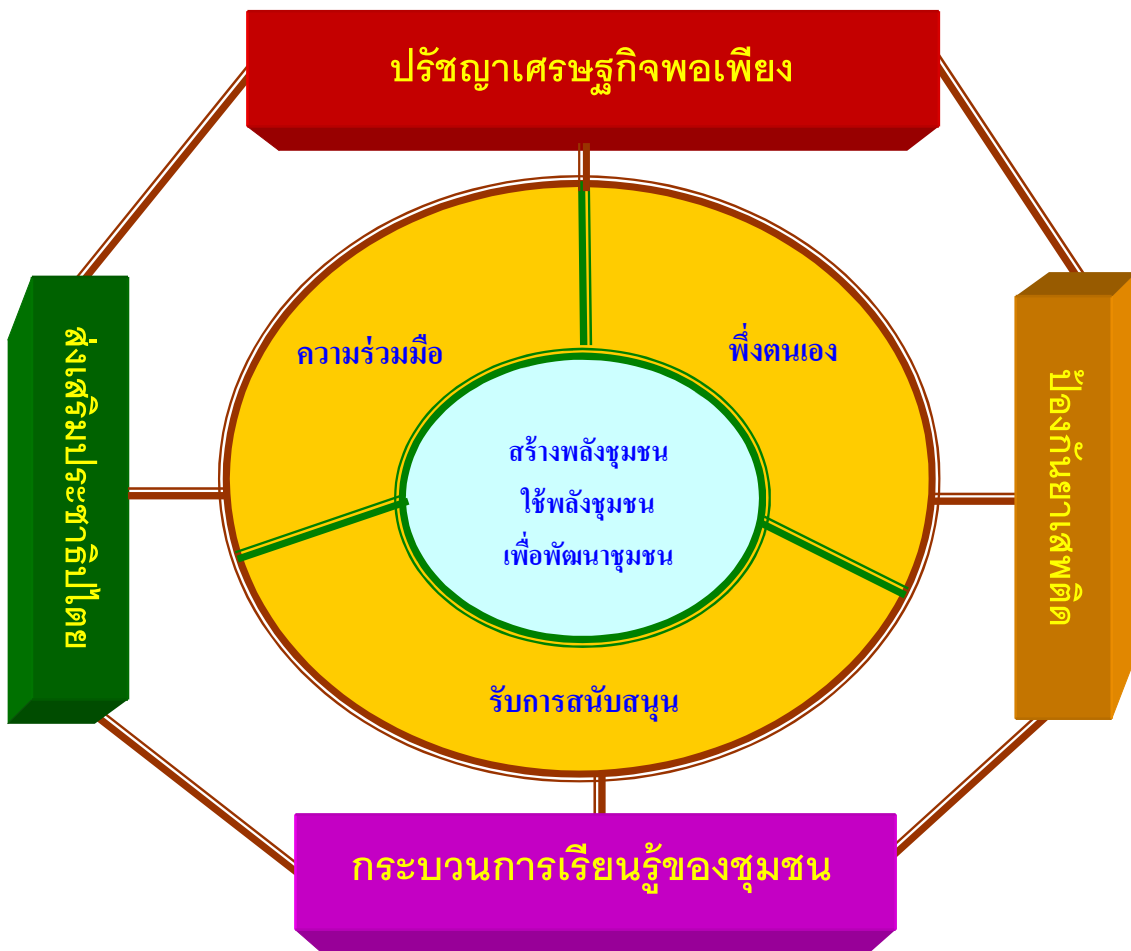 ปรัชญาเศรษฐกิจพอเพียง
ความร่วมมือ
พึ่งตนเอง
ส่งเสริมประชาธิปไตย
สร้างพลังชุมชน
ใช้พลังชุมชน
เพื่อพัฒนาชุมชน
ป้องกันยาเสพติด
รับการสนับสนุน
กระบวนการเรียนรู้ของชุมชน